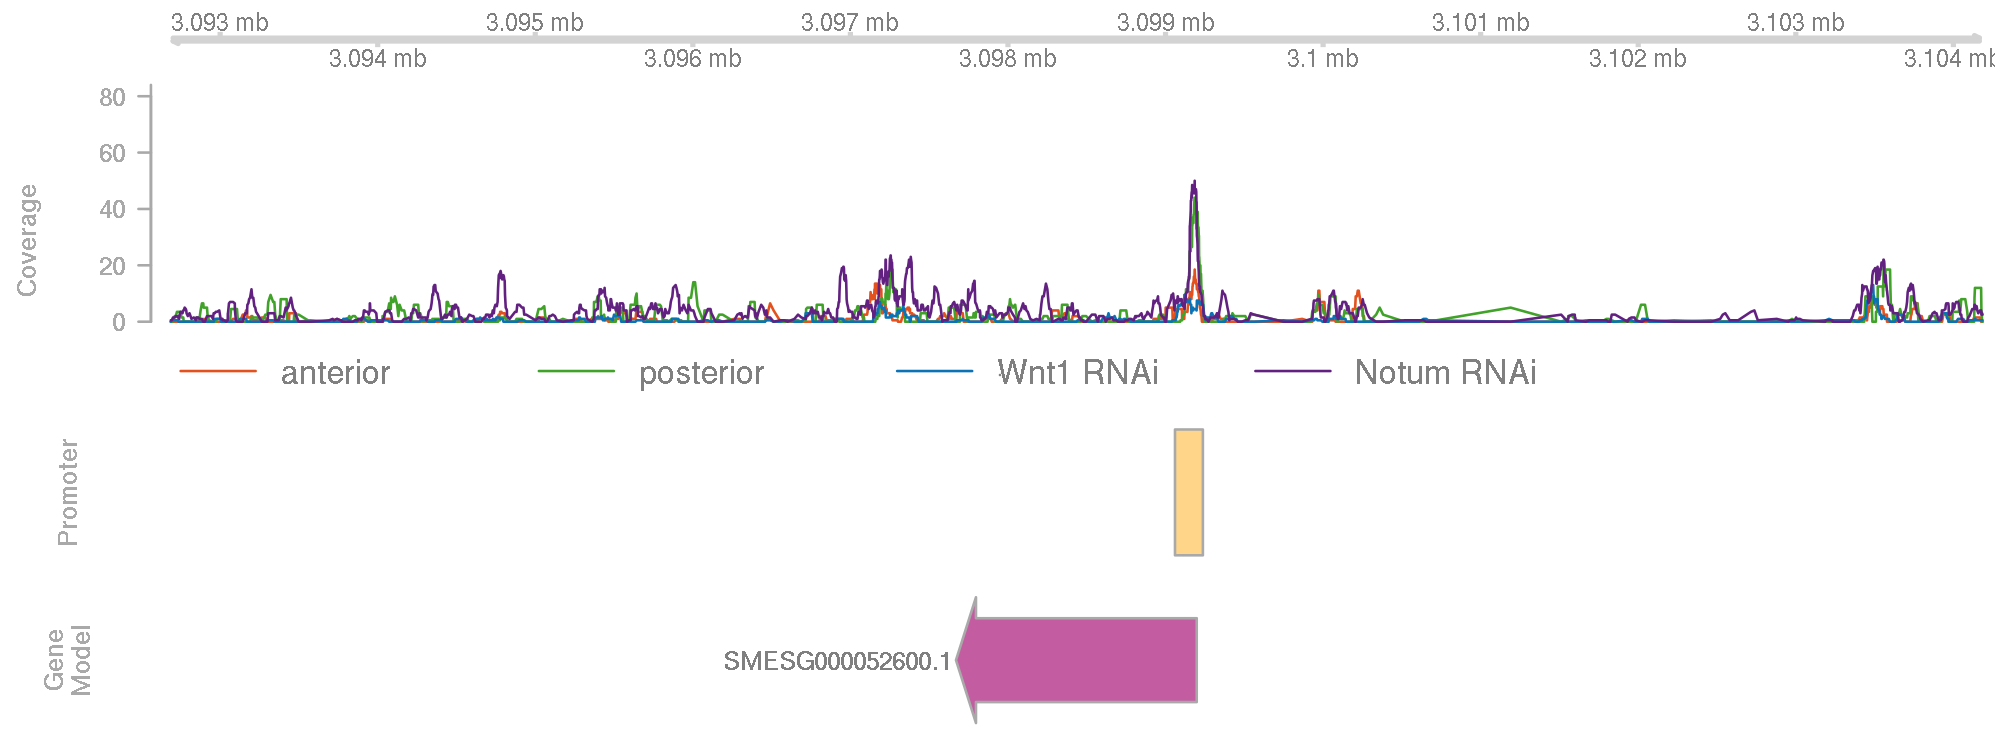 3.093 mb 3.095 mb 3.097 mb 3.099 mb 3.101 mb 3.103 mb
3.094 mb 3.096 mb 3.098 mb 3.1 mb 3.102 mb 3.104 mb
80
60
40
20
0
Coverage
anterior posterior Wnt1 RNAi Notum RNAi
Promoter
Gene
Model
SMESG000052600.1